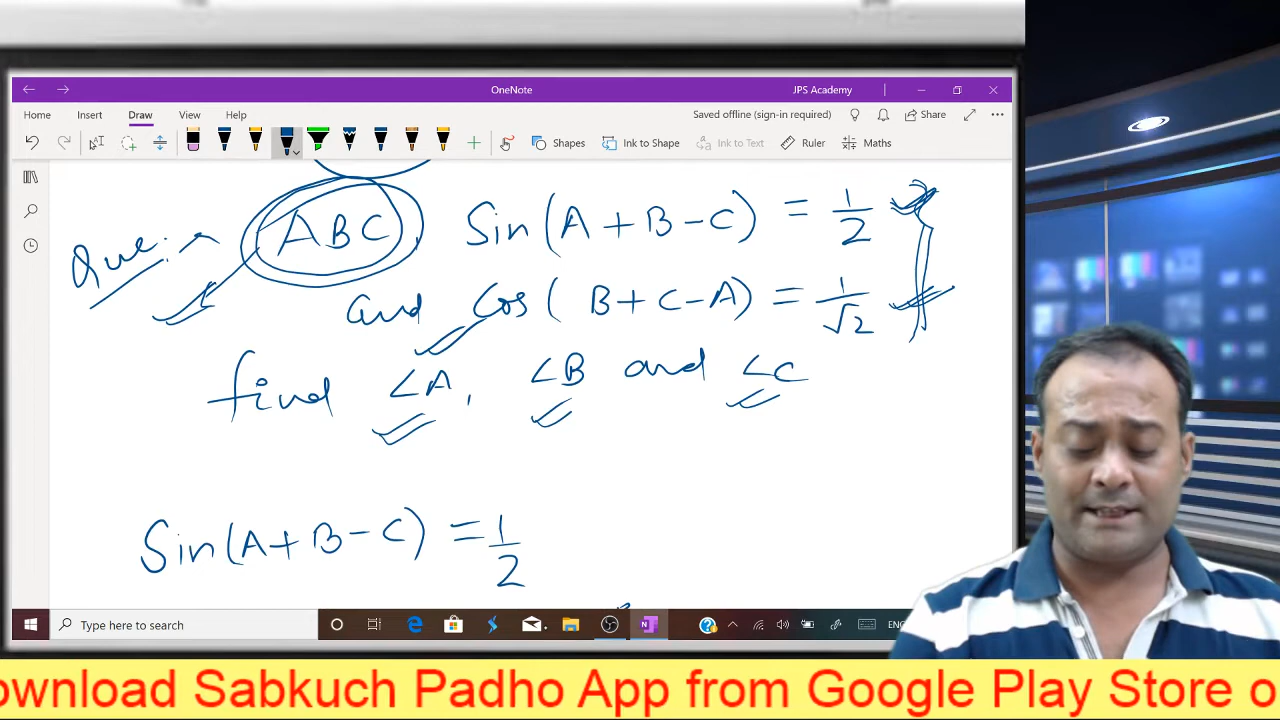 OneNote
JPS Academy
Home Insert Draw View Help
Saved offline (sign-in required)
Share
Shapes
Ink to Shape
Ink to Text
Ruler
Maths
Que:- ABC Sin(A+B-C) = 1/2
and Cos(B+C-A) = 1/√2
find ∠A, ∠B and ∠C
Sin(A+B-C) = 1/2
Type here to search
ENG
ownload Sabkuch Padho App from Google Play Store o